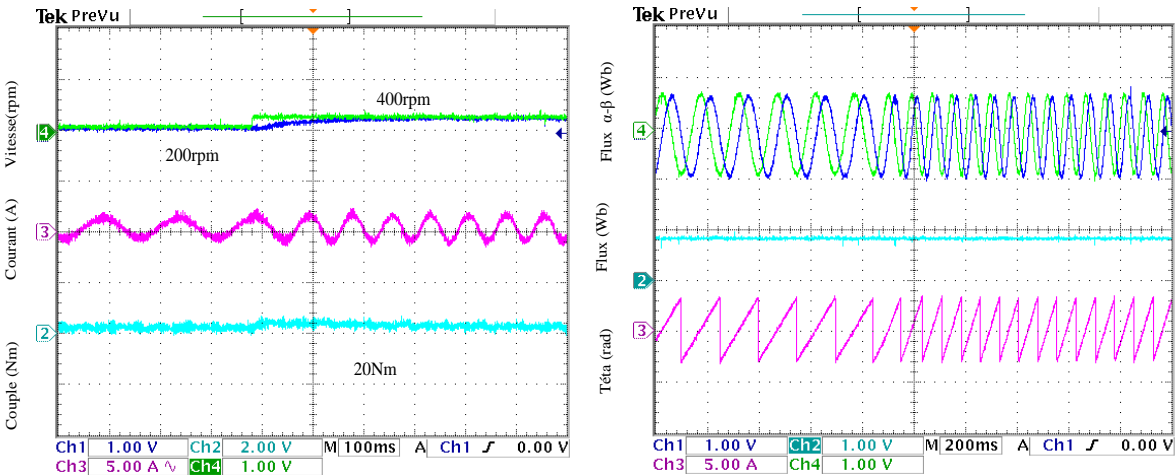 Tek PreVu
Vitesse(rpm)
4
400rpm
200rpm
Courant (A)
3
Couple (Nm)
2
20Nm
Ch1 1.00 V Ch2 2.00 V M 100ms A Ch1 0.00 V
Ch3 5.00 A Ch4 1.00 V
Tek PreVu
Flux α-β (Wb)
4
Flux (Wb)
2
Téta (rad)
3
Ch1 1.00 V Ch2 1.00 V M 200ms A Ch1 0.00 V
Ch3 5.00 A Ch4 1.00 V